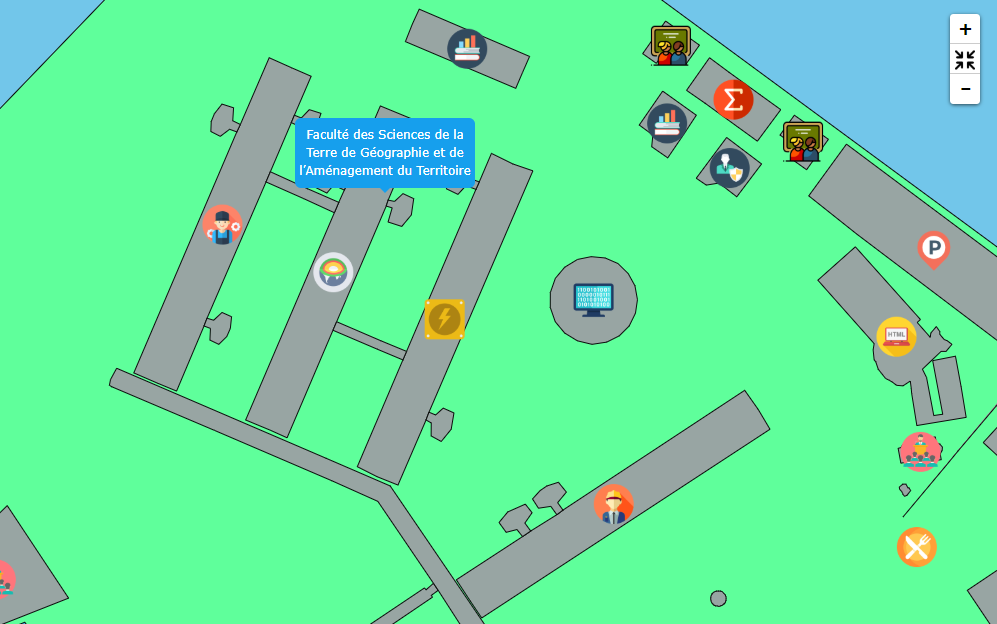 +
−
Σ
Faculté des Sciences de la
Terre de Géographie et de
l’Aménagement du Territoire
P
HTML